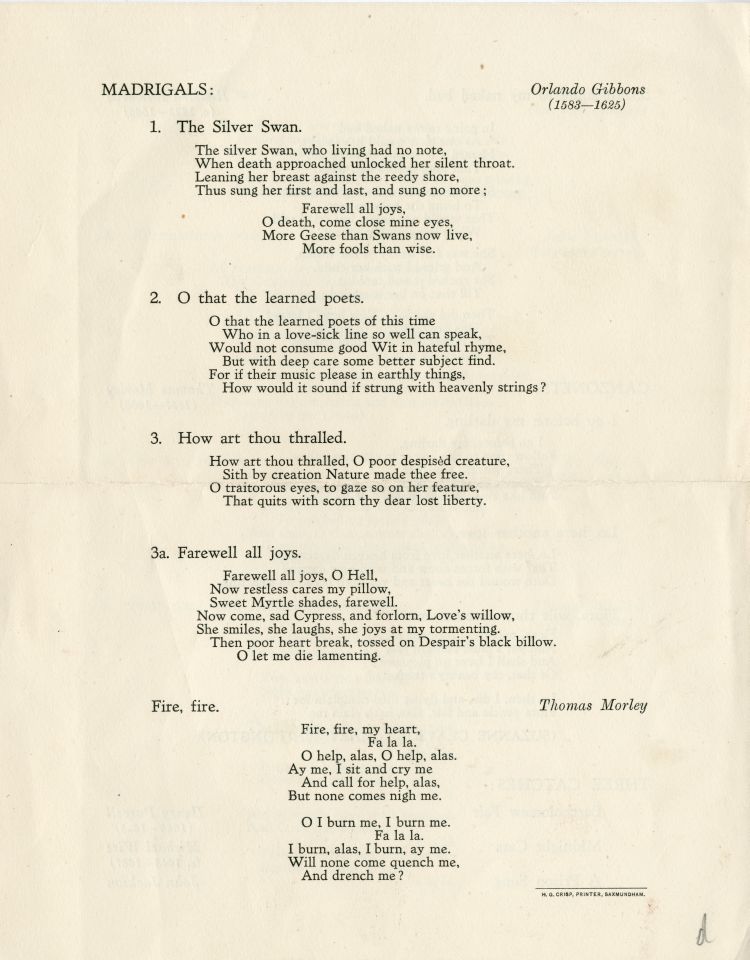 MADRIGALS:
Orlando Gibbons
(1583—1625)
1. The Silver Swan.
The silver Swan, who living had no note,
When death approached unlocked her silent throat.
Leaning her breast against the reedy shore,
Thus sung her first and last, and sung no more;
Farewell all joys,
O death, come close mine eyes,
More Geese than Swans now live,
More fools than wise.
2. O that the learned poets.
O that the learned poets of this time
Who in a love-sick line so well can speak,
Would not consume good Wit in hateful rhyme,
But with deep care some better subject find.
For if their music please in earthly things,
How would it sound if strung with heavenly strings?
3. How art thou thralled.
How art thou thralled, O poor despisèd creature,
Sith by creation Nature made thee free.
O traitorous eyes, to gaze so on her feature,
That quits with scorn thy dear lost liberty.
3a. Farewell all joys.
Farewell all joys, O Hell,
Now restless cares my pillow,
Sweet Myrtle shades, farewell.
Now come, sad Cypress, and forlorn, Love's willow,
She smiles, she laughs, she joys at my tormenting.
Then poor heart break, tossed on Despair's black billow.
O let me die lamenting.
Fire, fire.
Thomas Morley
Fire, fire, my heart,
Fa la la.
O help, alas, O help, alas.
Ay me, I sit and cry me
And call for help, alas,
But none comes nigh me.
O I burn me, I burn me.
Fa la la.
I burn, alas, I burn, ay me.
Will none come quench me,
And drench me?
H. G. CRISP, PRINTER, SAXMUNDHAM.
d